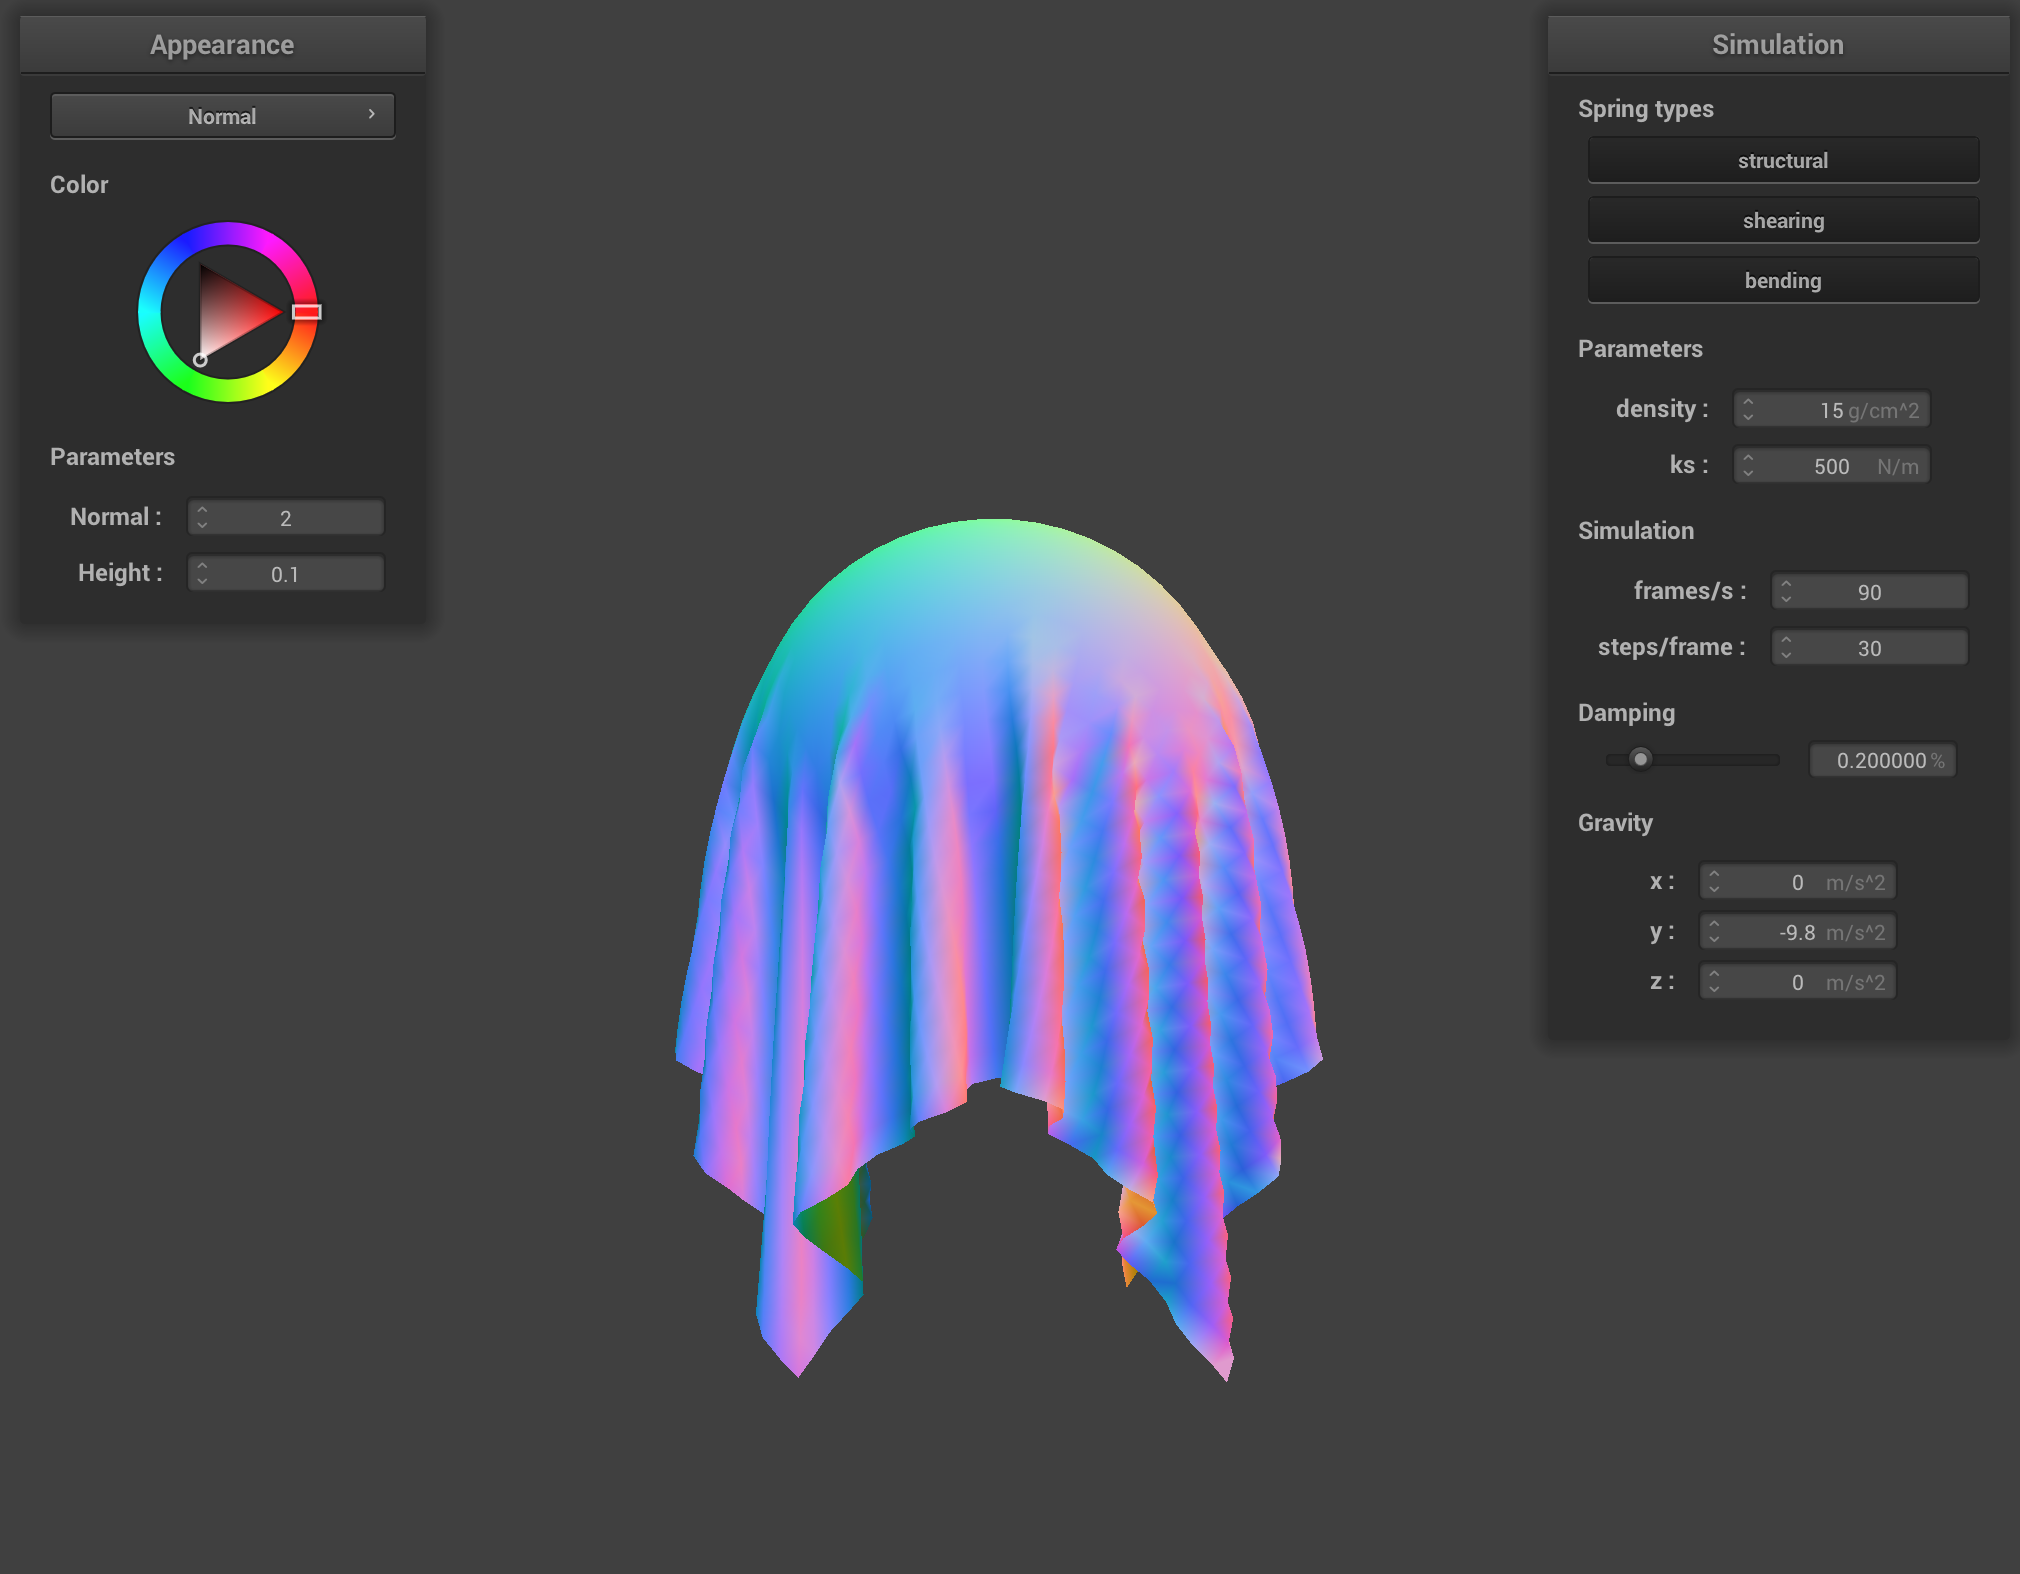 Appearance
Normal
Color
Parameters
Normal : 2
Height : 0.1
Simulation
Spring types
structural
shearing
bending
Parameters
density : 15 g/cm^2
ks : 500 N/m
Simulation
frames/s : 90
steps/frame : 30
Damping
0.200000 %
Gravity
x : 0 m/s^2
y : -9.8 m/s^2
z : 0 m/s^2